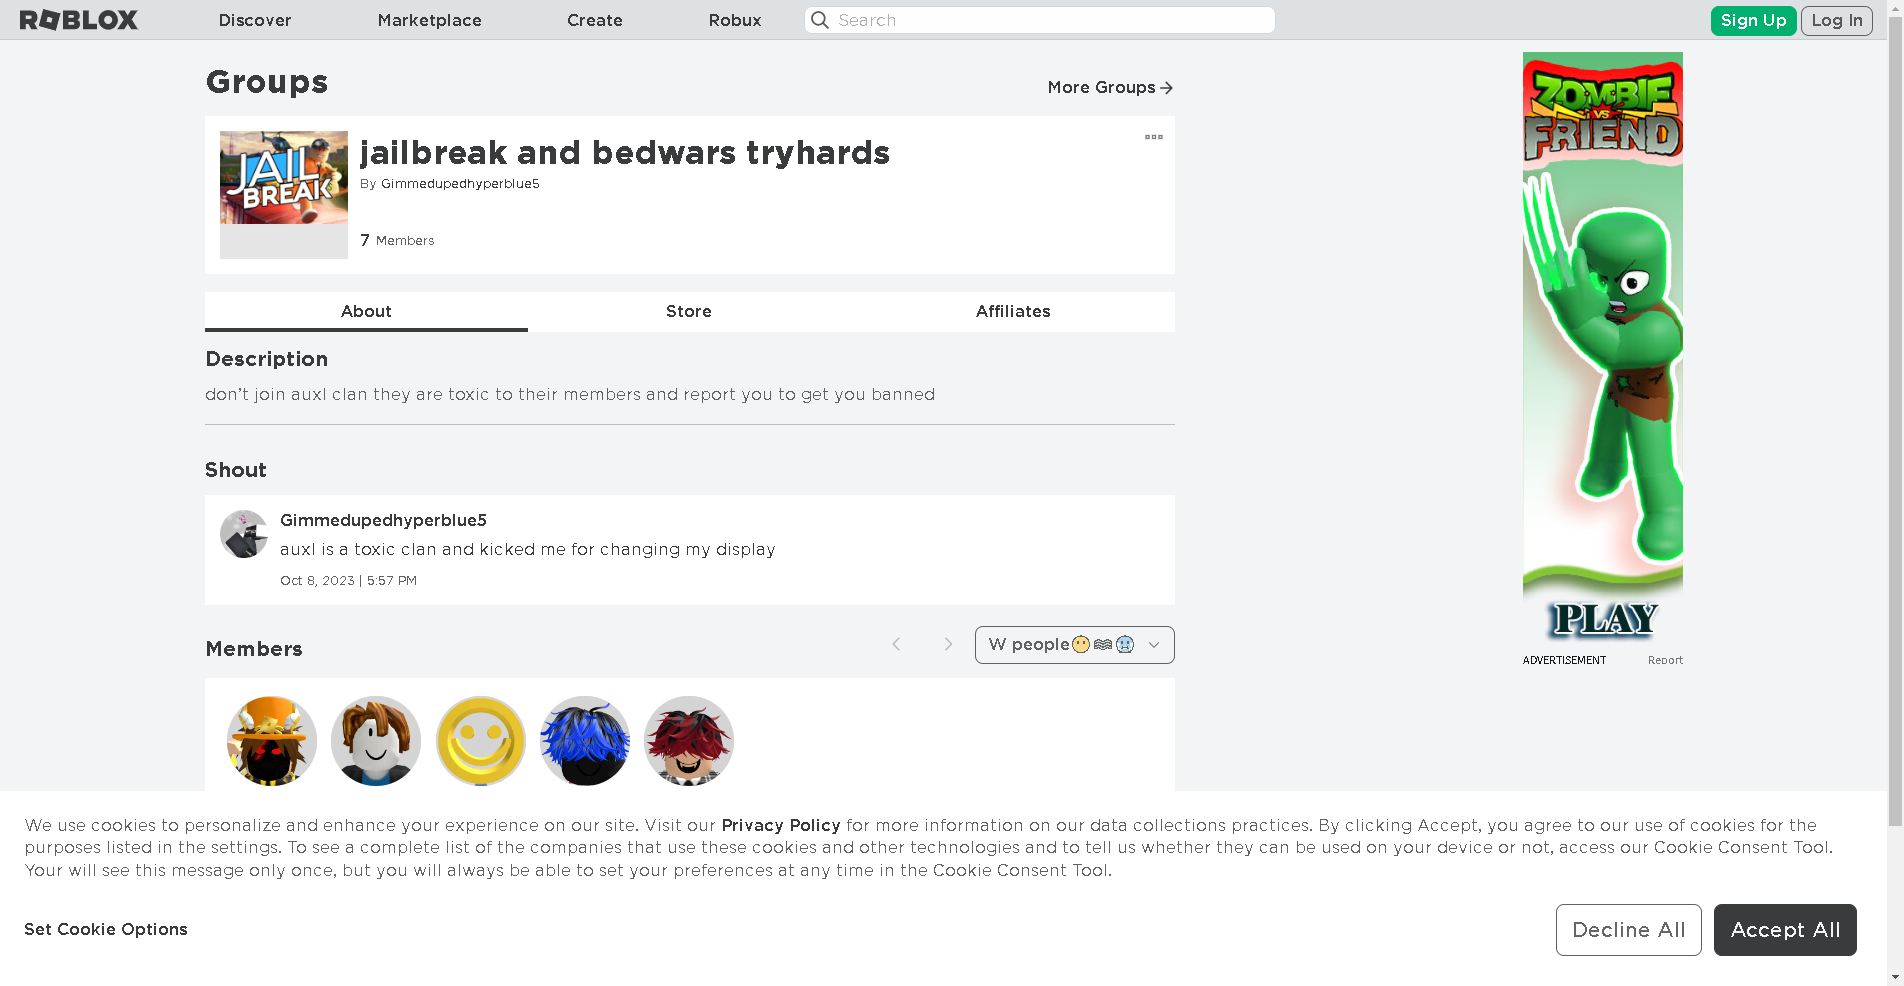 ROBLOX Discover Marketplace Create Robux Search Sign Up Log In
Groups
More Groups
JAIL
BREAK
jailbreak and bedwars tryhards
By Gimmedupedhyperblue5
7 Members
About Store Affiliates
Description
don’t join auxl clan they are toxic to their members and report you to get you banned
Shout
Gimmedupedhyperblue5
auxl is a toxic clan and kicked me for changing my display
Oct 8, 2023 | 5:57 PM
Members
W people
ZOMBIE
VS
FRIEND
PLAY
ADVERTISEMENT Report
We use cookies to personalize and enhance your experience on our site. Visit our Privacy Policy for more information on our data collections practices. By clicking Accept, you agree to our use of cookies for the
purposes listed in the settings. To see a complete list of the companies that use these cookies and other technologies and to tell us whether they can be used on your device or not, access our Cookie Consent Tool.
Your will see this message only once, but you will always be able to set your preferences at any time in the Cookie Consent Tool.
Set Cookie Options
Decline All Accept All